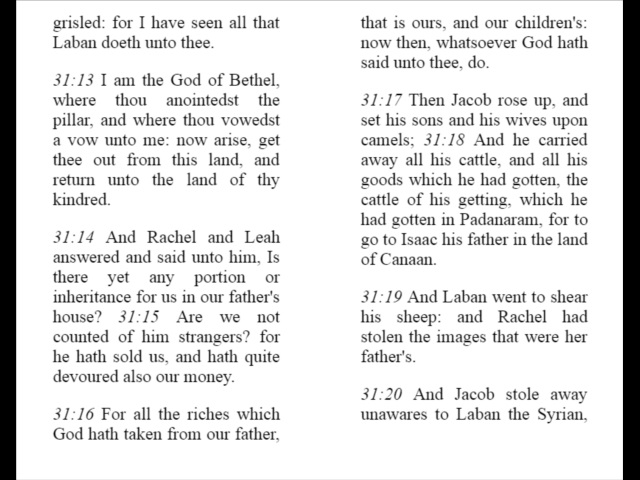 grisled: for I have seen all that
Laban doeth unto thee.
31:13 I am the God of Bethel,
where thou anointedst the
pillar, and where thou vowedst
a vow unto me: now arise, get
thee out from this land, and
return unto the land of thy
kindred.
31:14 And Rachel and Leah
answered and said unto him, Is
there yet any portion or
inheritance for us in our father's
house? 31:15 Are we not
counted of him strangers? for
he hath sold us, and hath quite
devoured also our money.
31:16 For all the riches which
God hath taken from our father,
that is ours, and our children's:
now then, whatsoever God hath
said unto thee, do.
31:17 Then Jacob rose up, and
set his sons and his wives upon
camels; 31:18 And he carried
away all his cattle, and all his
goods which he had gotten, the
cattle of his getting, which he
had gotten in Padanaram, for to
go to Isaac his father in the land
of Canaan.
31:19 And Laban went to shear
his sheep: and Rachel had
stolen the images that were her
father's.
31:20 And Jacob stole away
unawares to Laban the Syrian,